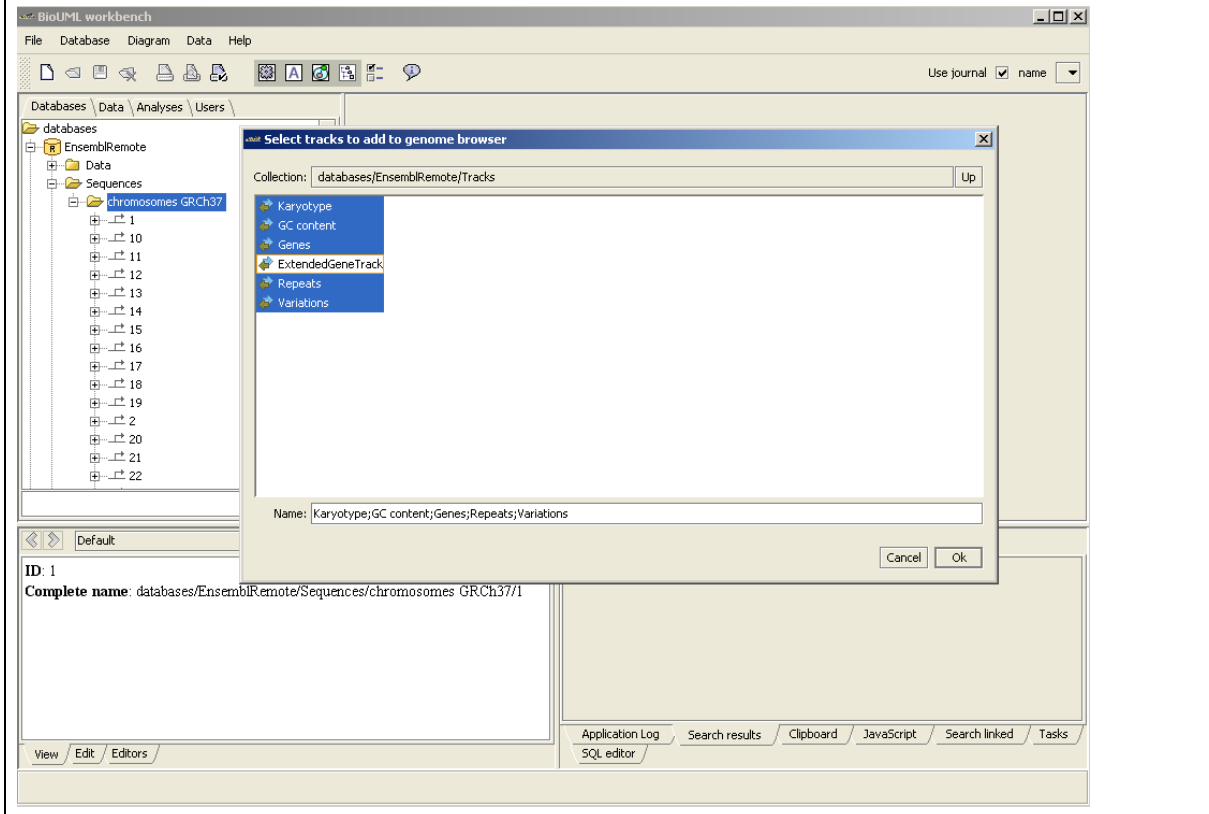 BioUML workbench
File Database Diagram Data Help
Use journal name
Databases Data Analyses Users
databases
EnsemblRemote
Data
Sequences
chromosomes GRCh37
1
10
11
12
13
14
15
16
17
18
19
2
20
21
22
Select tracks to add to genome browser
Collection: databases/EnsemblRemote/Tracks Up
Karyotype
GC content
Genes
ExtendedGeneTrack
Repeats
Variations
Name: Karyotype;GC content;Genes;Repeats;Variations
Cancel Ok
Default
ID: 1
Complete name: databases/EnsemblRemote/Sequences/chromosomes GRCh37/1
View Edit Editors
Application Log Search results Clipboard JavaScript Search linked Tasks
SQL editor